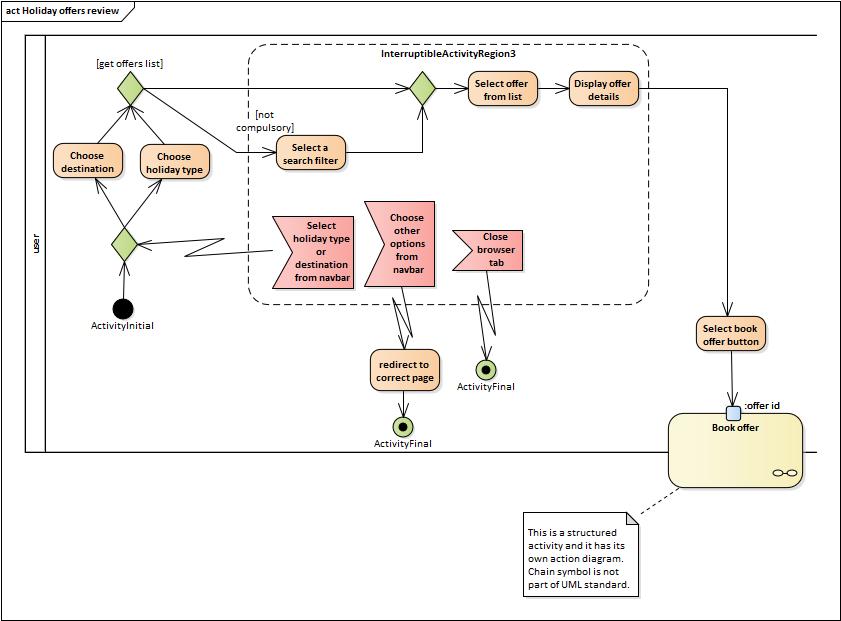 act Holiday offers review
InterruptibleActivityRegion3
[get offers list]
Select offer
from list
Display offer
details
[not
compulsory]
Choose
destination
Choose
holiday type
Select a
search filter
user
Select
holiday type
or
destination
from navbar
Choose
other
options
from
navbar
Close
browser
tab
ActivityInitial
Select book
offer button
redirect to
correct page
ActivityFinal
:offer id
Book offer
ActivityFinal
This is a structured
activity and it has its
own action diagram.
Chain symbol is not
part of UML standard.